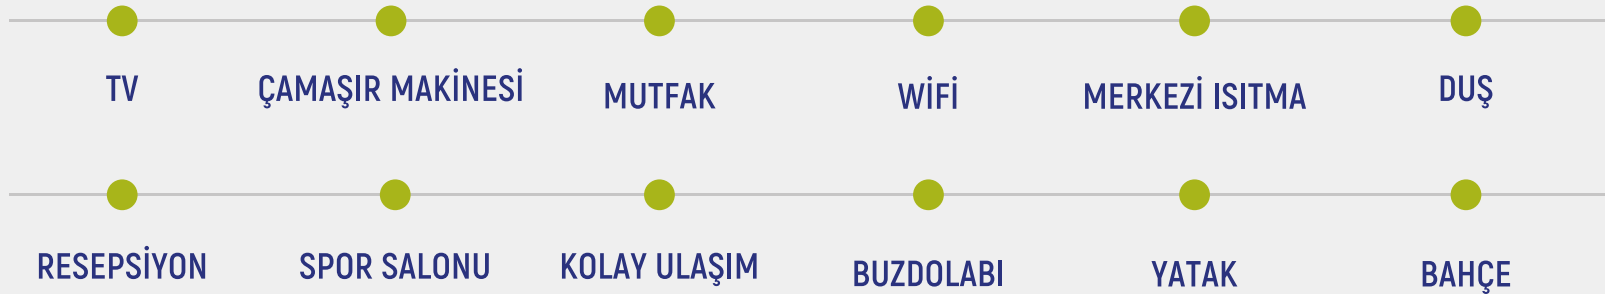 TV ÇAMAŞIR MAKİNESİ MUTFAK WİFİ MERKEZİ ISITMA DUŞ
RESEPSİYON SPOR SALONU KOLAY ULAŞIM BUZDOLABI YATAK BAHÇE